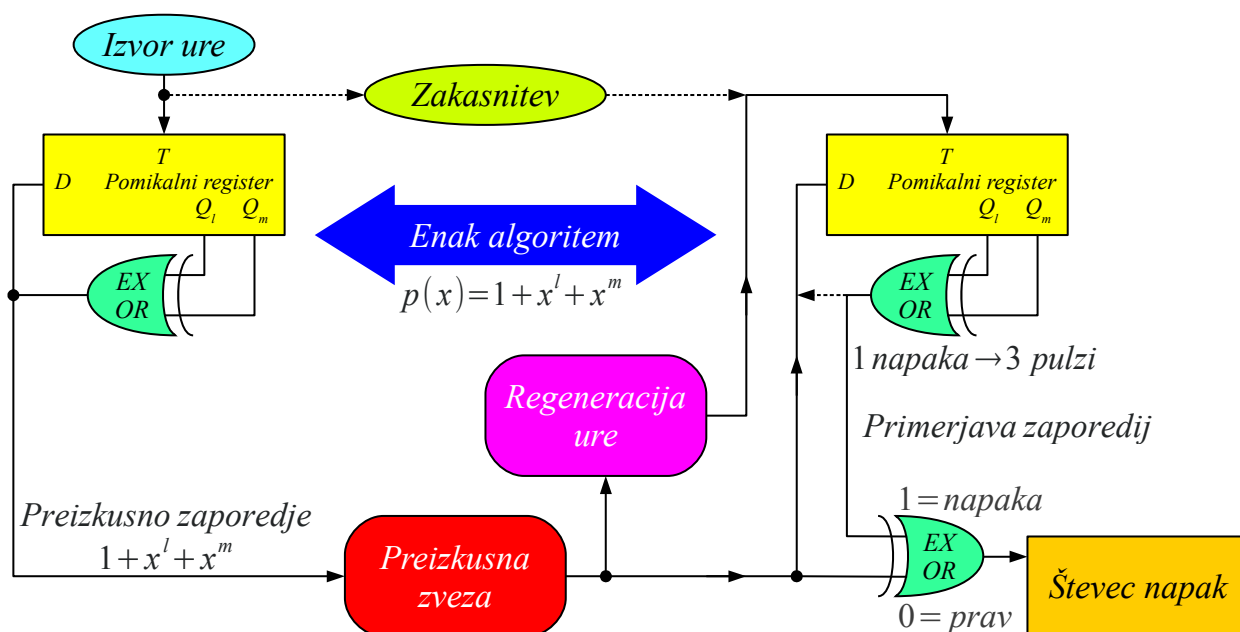 Izvor ure
Zakasnitev
T
D Pomikalni register
Q_l Q_m
T
D Pomikalni register
Q_l Q_m
Enak algoritem
p(x)=1+x^l+x^m
EX
OR
EX
OR
1 napaka→3 pulzi
Regeneracija
ure
Primerjava zaporedij
Preizkusno zaporedje
1+x^l+x^m
Preizkusna
zveza
1=napaka
EX
OR
0=prav
Števec napak